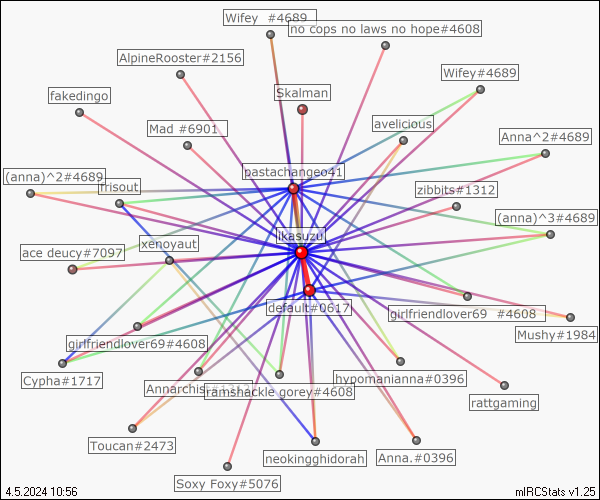 Wifey #4689
no cops no laws no hope#4608
AlpineRooster#2156
Wifey#4689
fakedingo
Skalman
Mad #6901
avelicious
Anna^2#4689
pastachangeo41
(anna)^2#4689
frisout
zibbits#1312
(anna)^3#4689
ikasuzu
xenoyaut
ace deucy#7097
default#0617
girlfriendlover69 #4608
Mushy#1984
girlfriendlover69#4608
Cypha#1717
hypomanianna#0396
ramshackle gorey#4608
rattgaming
Toucan#2473
neokingghidorah
Anna.#0396
Soxy Foxy#5076
4.5.2024 10:56
mIRCStats v1.25